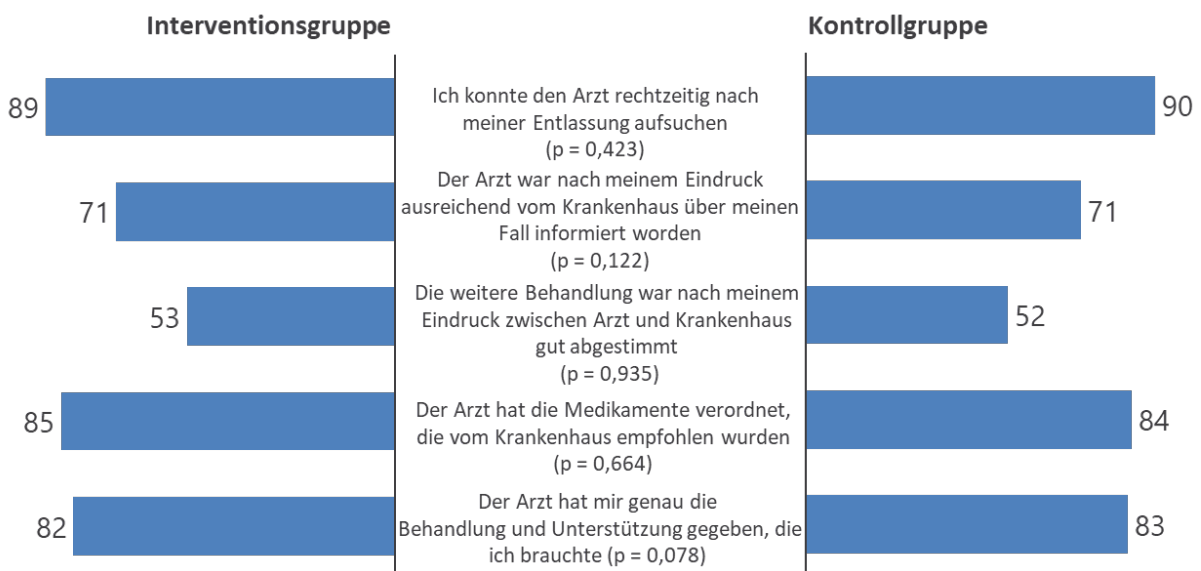 Interventionsgruppe
Kontrollgruppe
89
Ich konnte den Arzt rechtzeitig nach
meiner Entlassung aufsuchen
(p = 0,423)
90
71
Der Arzt war nach meinem Eindruck
ausreichend vom Krankenhaus über meinen
Fall informiert worden
(p = 0,122)
71
53
Die weitere Behandlung war nach meinem
Eindruck zwischen Arzt und Krankenhaus
gut abgestimmt
(p = 0,935)
52
85
Der Arzt hat die Medikamente verordnet,
die vom Krankenhaus empfohlen wurden
(p = 0,664)
84
82
Der Arzt hat mir genau die
Behandlung und Unterstützung gegeben, die
ich brauchte (p = 0,078)
83